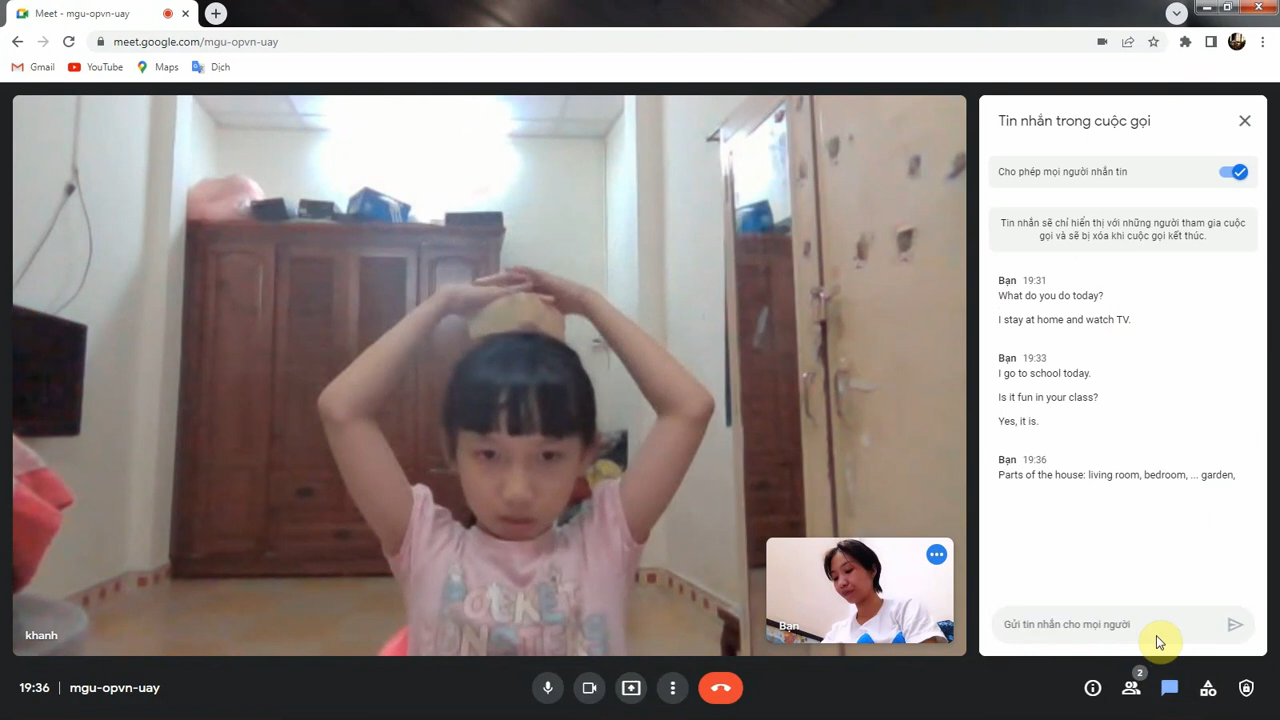 Meet - mgu-opvn-uay
meet.google.com/mgu-opvn-uay
Gmail YouTube Maps Dịch
Tin nhắn trong cuộc gọi
Cho phép mọi người nhắn tin
Tin nhắn sẽ chỉ hiển thị với những người tham gia cuộc
gọi và sẽ bị xóa khi cuộc gọi kết thúc.
Bạn 19:31
What do you do today?
I stay at home and watch TV.
Bạn 19:33
I go to school today.
Is it fun in your class?
Yes, it is.
Bạn 19:36
Parts of the house: living room, bedroom, ... garden,
Gửi tin nhắn cho mọi người
khanh
Bạn
19:36 | mgu-opvn-uay
2